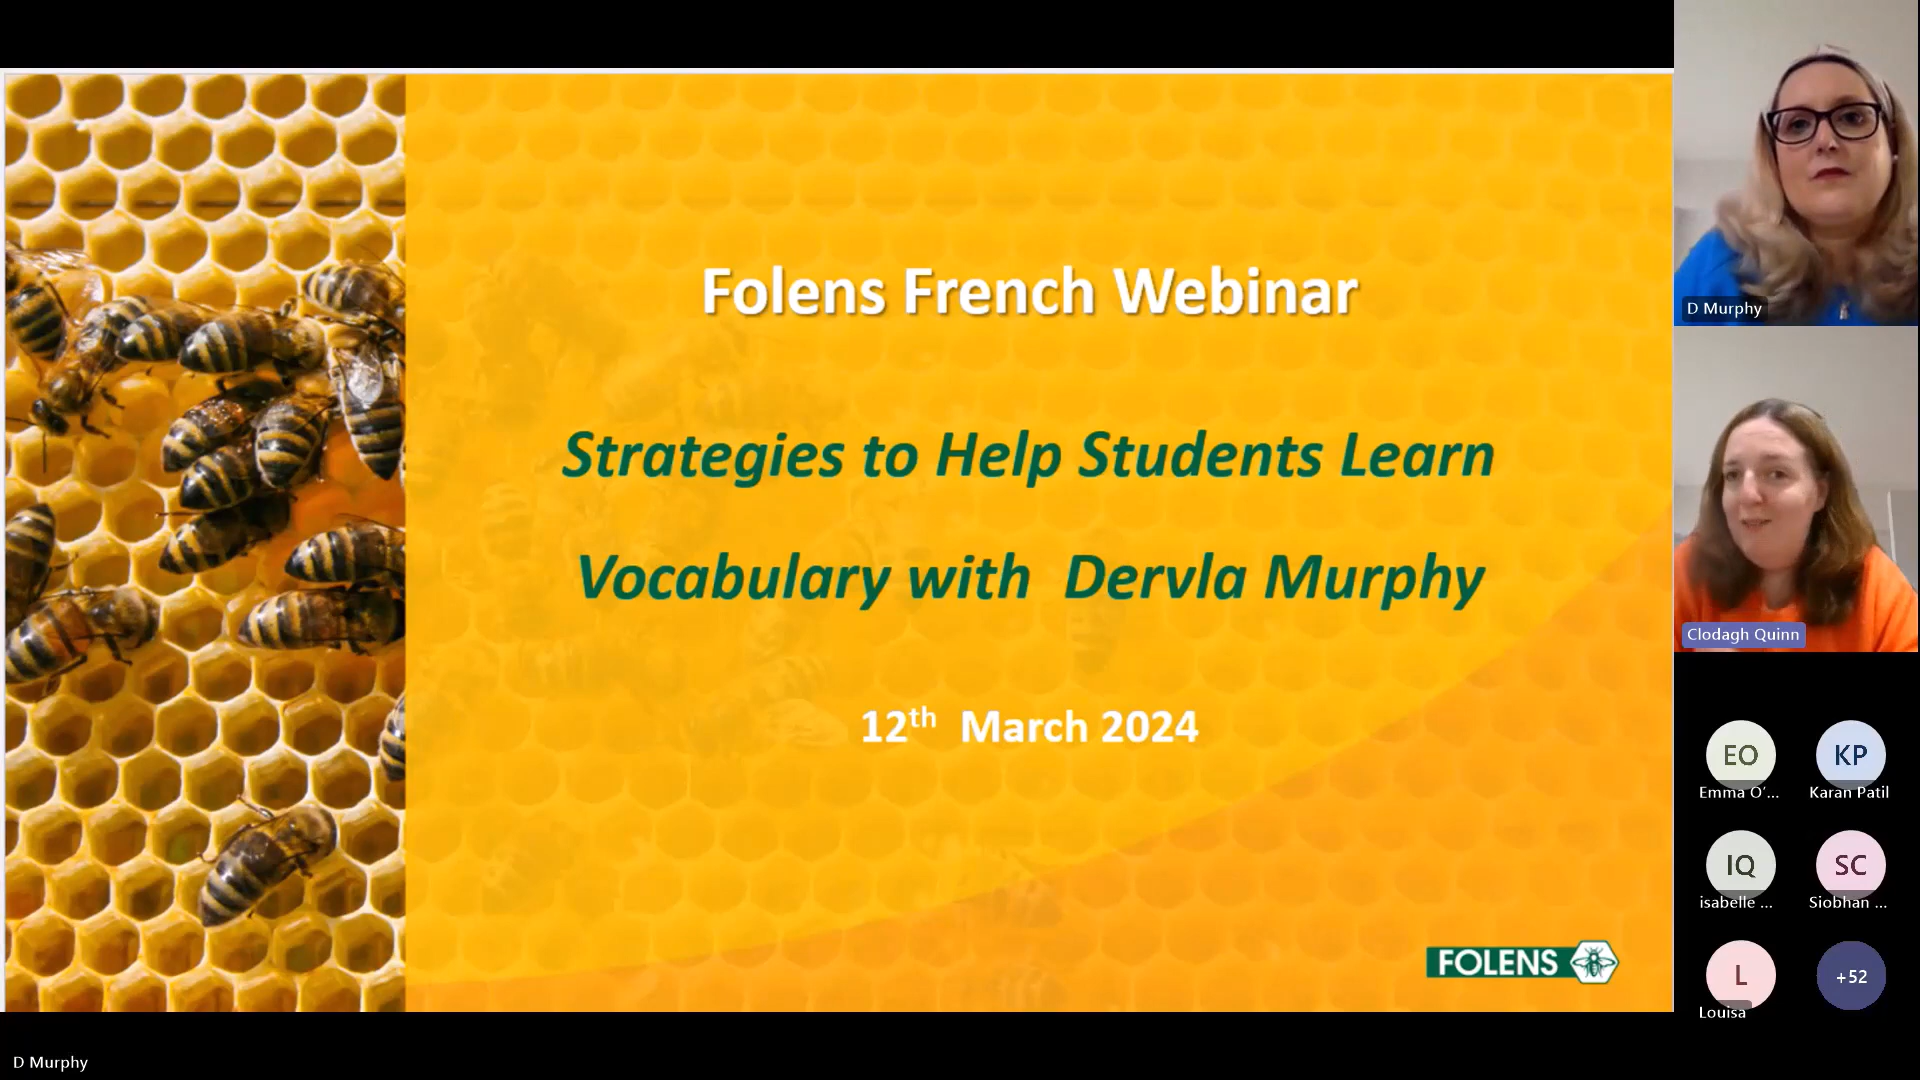 Folens French Webinar
Strategies to Help Students Learn
Vocabulary with Dervla Murphy
12th March 2024
FOLENS
D Murphy
Clodagh Quinn
EO
KP
Emma O'...
Karan Patil
IQ
SC
isabelle ...
Siobhan ...
L
+52
Louisa
D Murphy